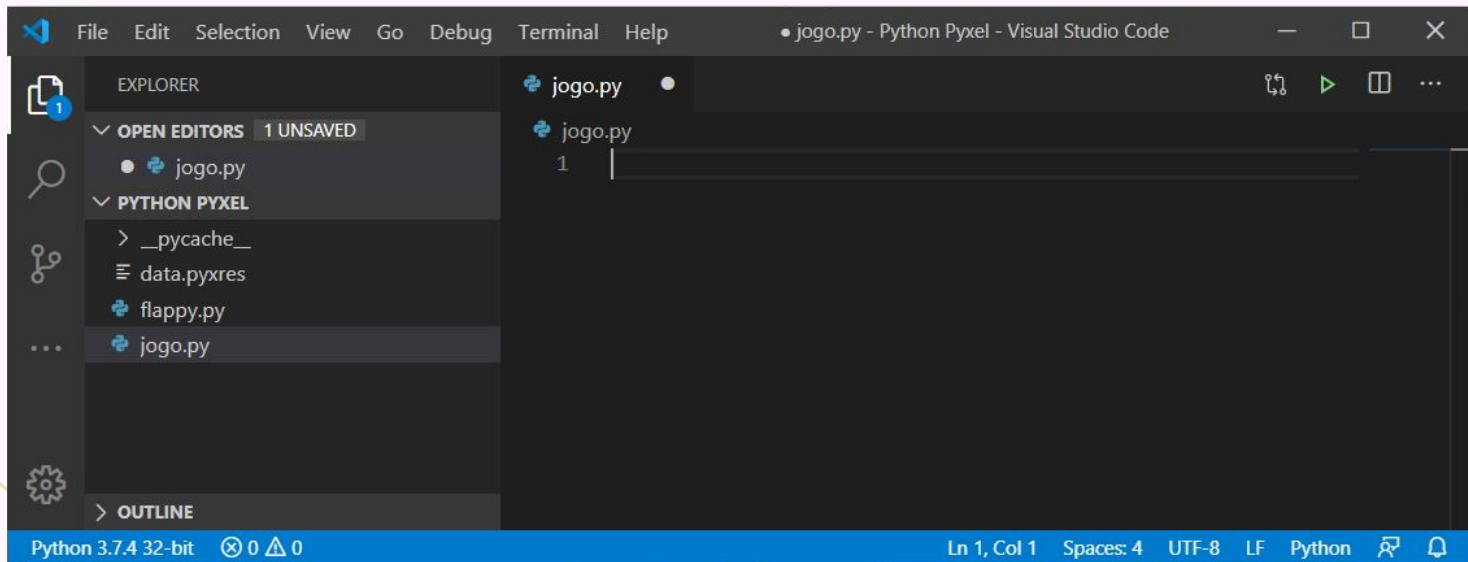 File Edit Selection View Go Debug Terminal Help ● jogo.py - Python Pyxel - Visual Studio Code
EXPLORER
1
OPEN EDITORS 1 UNSAVED
jogo.py
PYTHON PYXEL
__pycache__
data.pyxres
flappy.py
jogo.py
OUTLINE
jogo.py
jogo.py
1
Python 3.7.4 32-bit 0 0 Ln 1, Col 1 Spaces: 4 UTF-8 LF Python